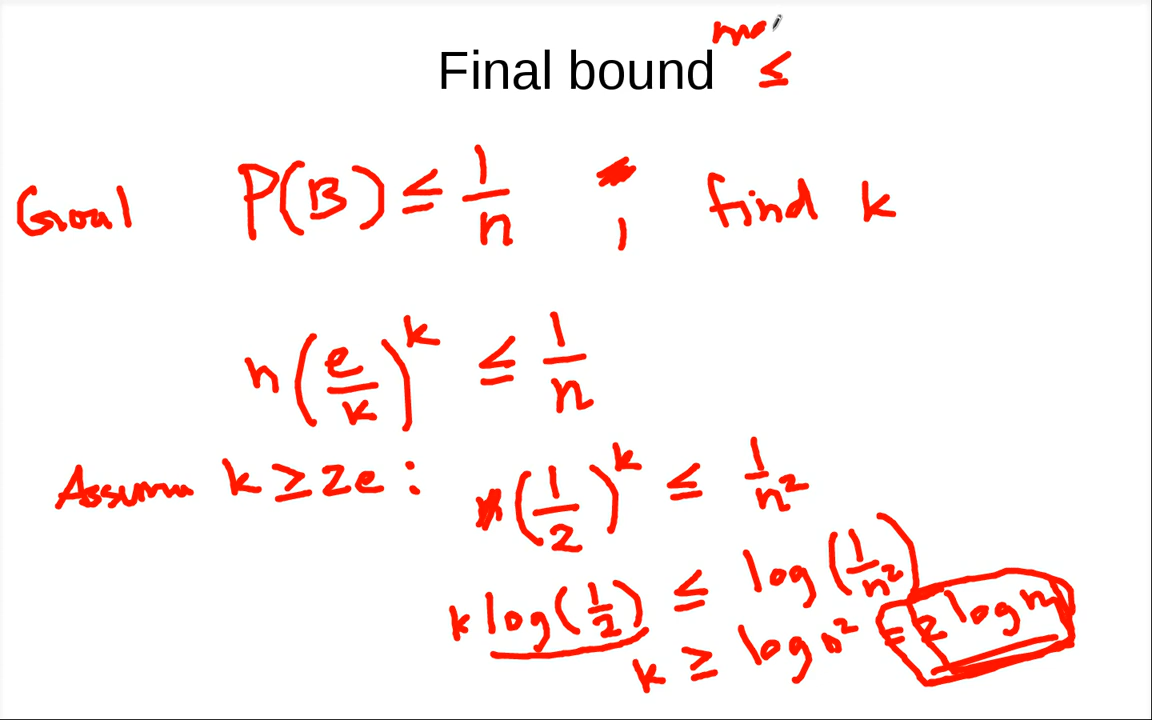 Final bound ≤
Goal P(B) ≤ 1/n , find k
n(e/k)^k ≤ 1/n
Assume k ≥ 2e : (1/2)^k ≤ 1/n²
k log(1/2) ≤ log(1/n²)
k ≥ log n² = 2 log n